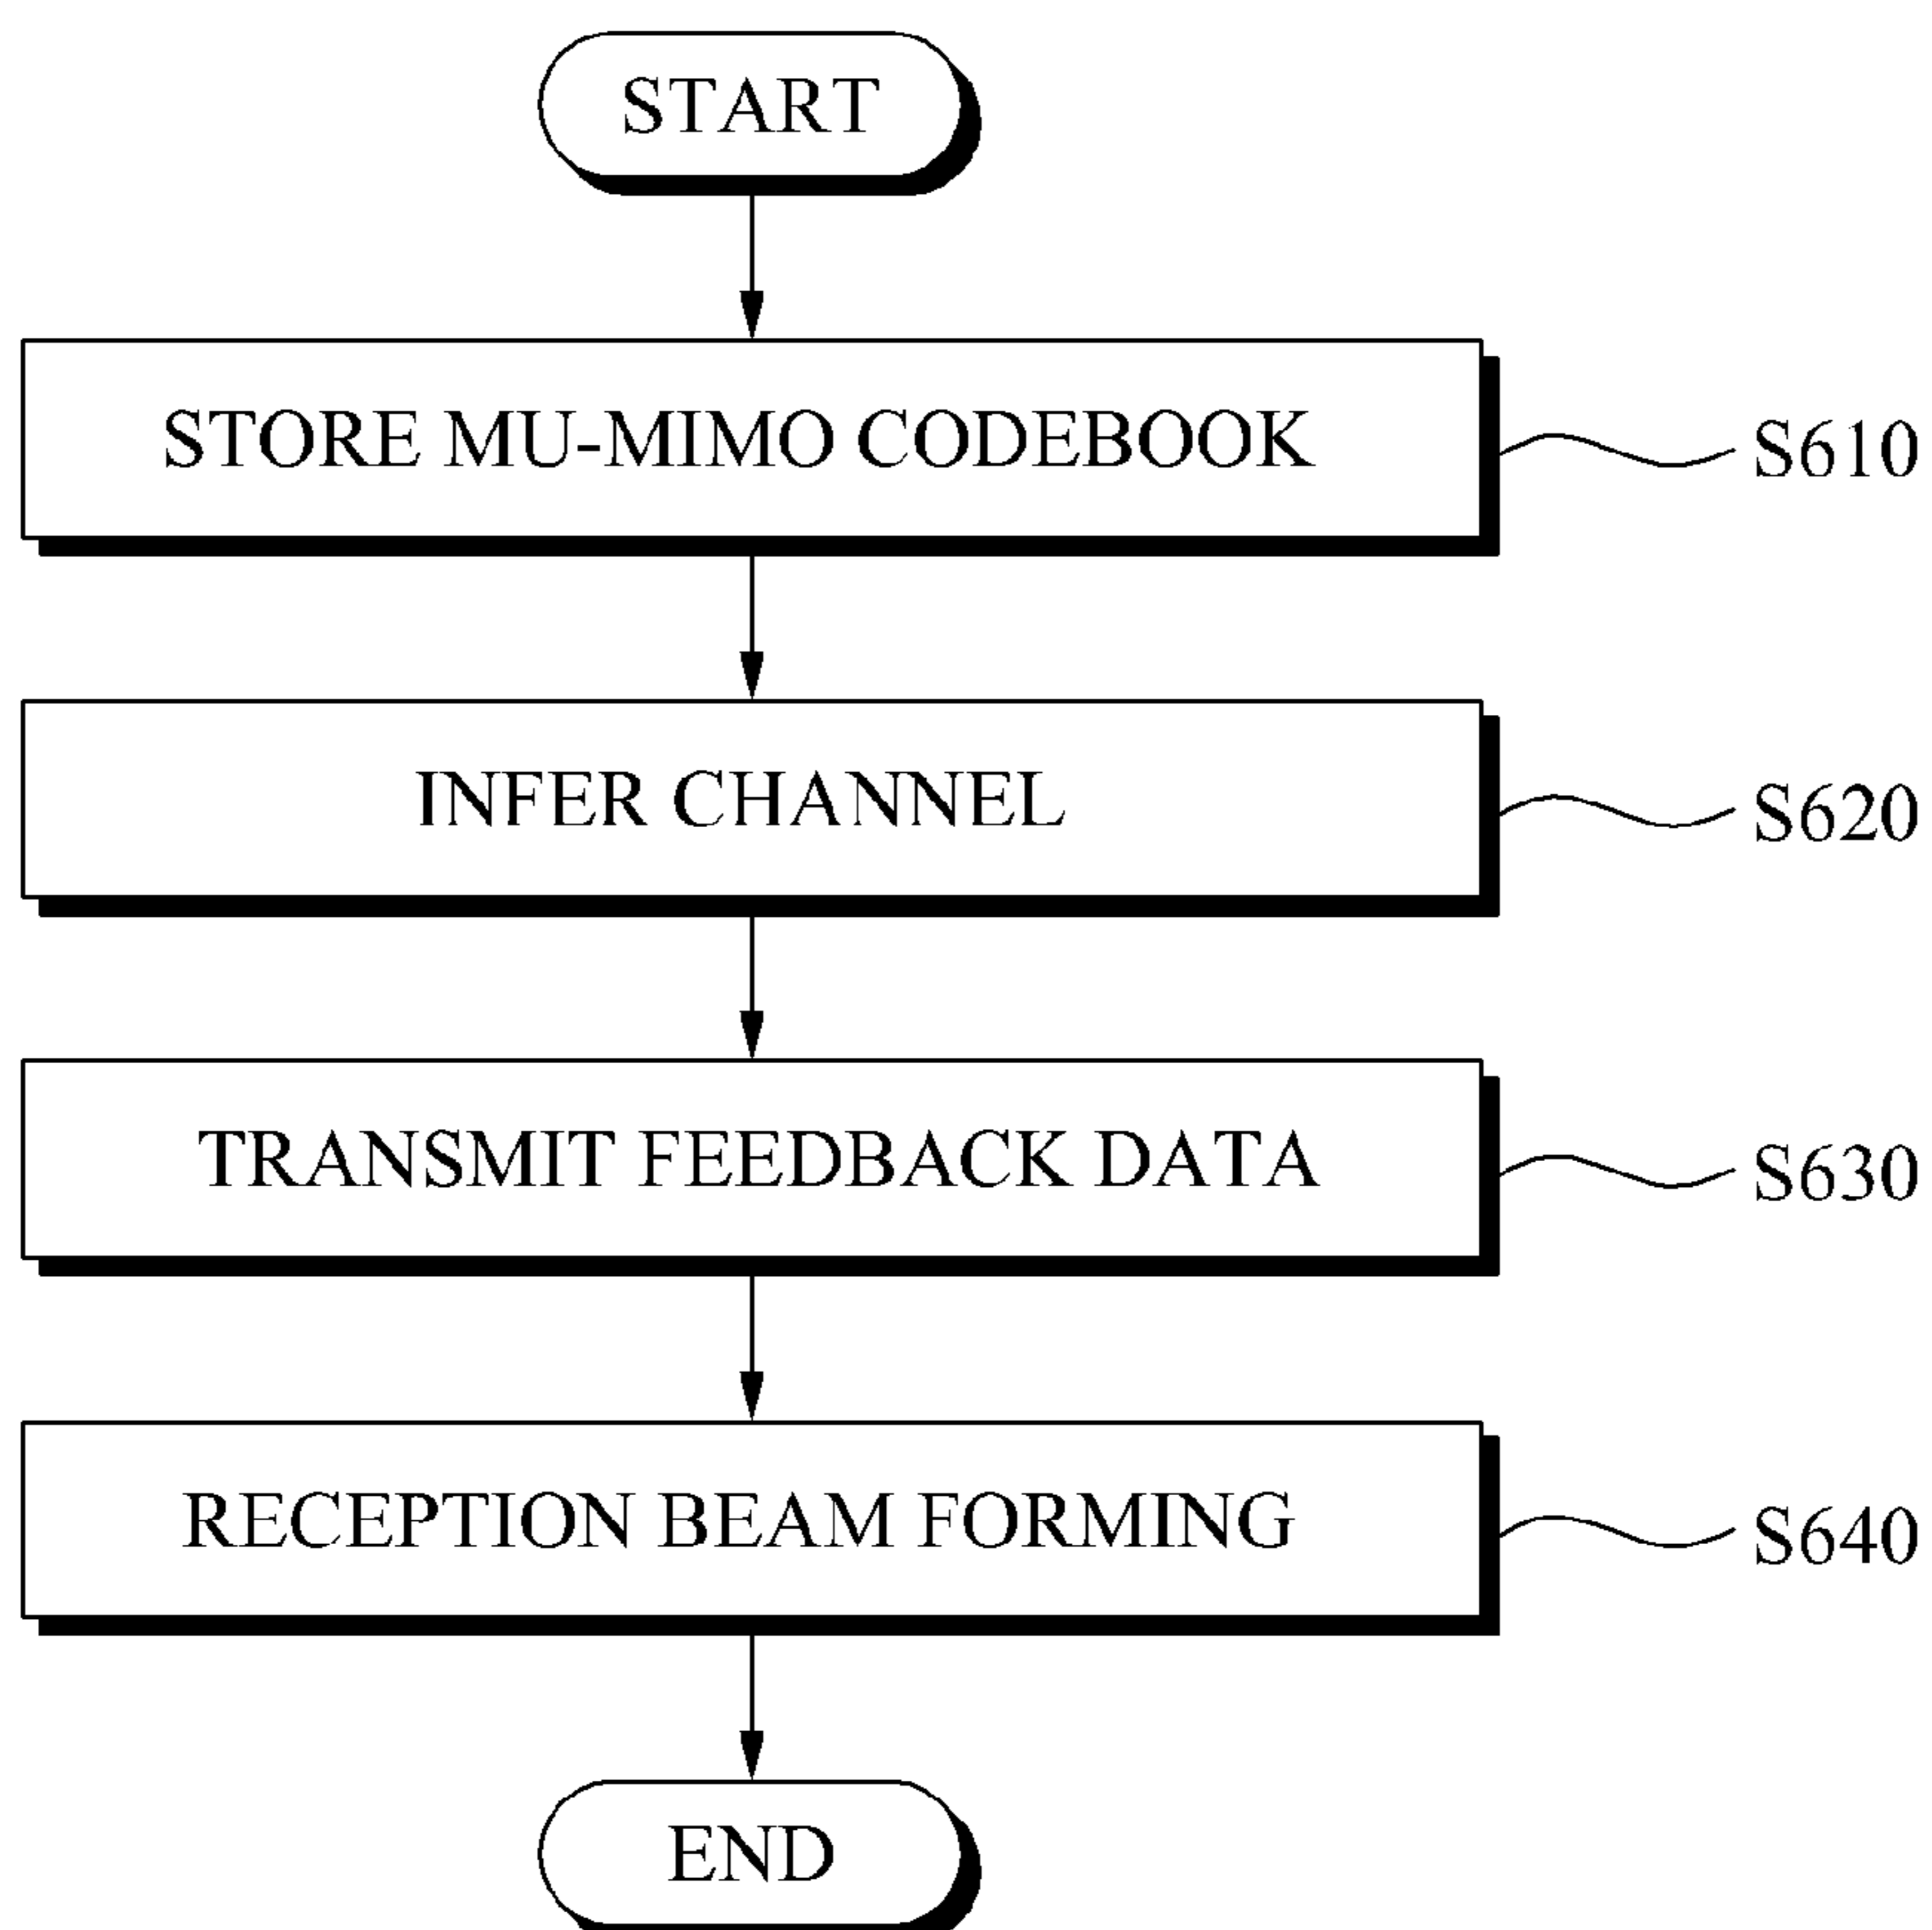 START
STORE MU-MIMO CODEBOOK
S610
INFER CHANNEL
S620
TRANSMIT FEEDBACK DATA
S630
RECEPTION BEAM FORMING
S640
END